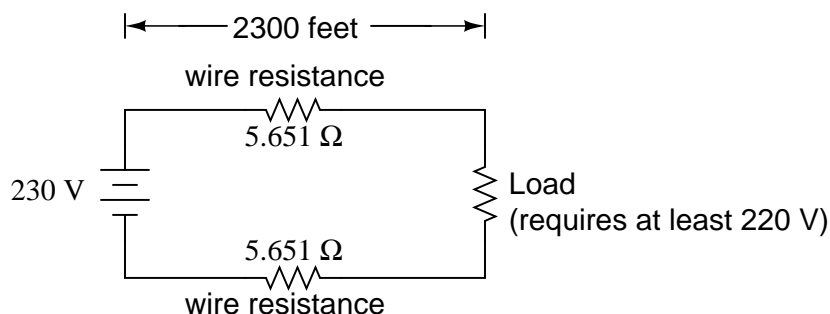 2300 feet
wire resistance
5.651 Ω
230 V
Load
(requires at least 220 V)
5.651 Ω
wire resistance